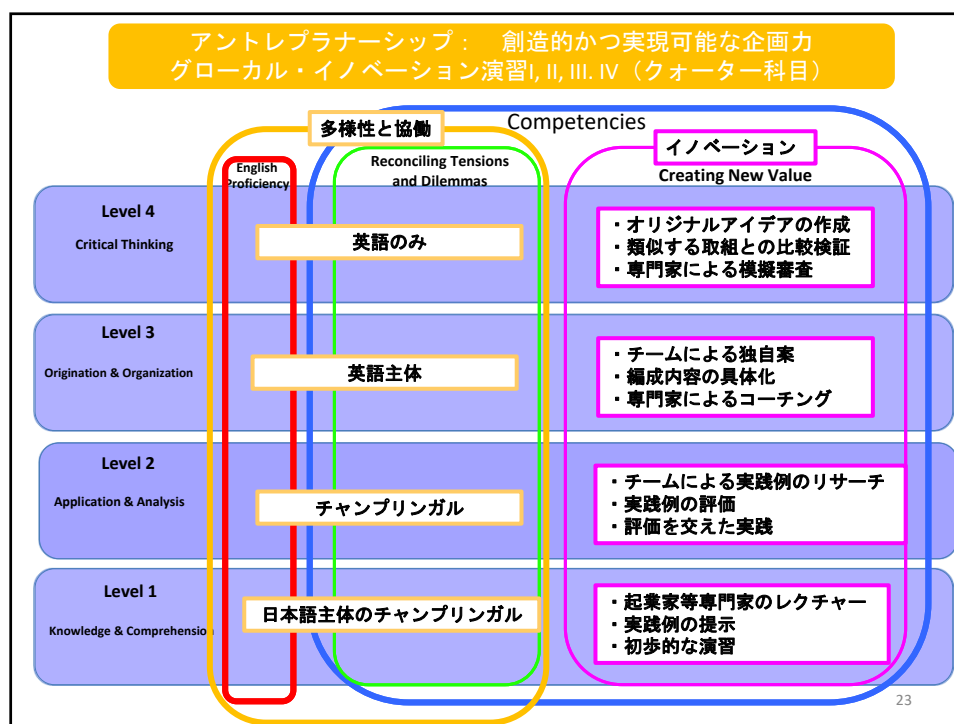 アントレプラナーシップ： 創造的かつ実現可能な企画力
グローカル・イノベーション演習I, II, III. IV（クォーター科目）
多様性と協働
Competencies
イノベーション
English
Proficiency
Reconciling Tensions
and Dilemmas
Creating New Value
Level 4
Critical Thinking
英語のみ
・オリジナルアイデアの作成
・類似する取組との比較検証
・専門家による模擬審査
Level 3
Origination & Organization
英語主体
・チームによる独自案
・編成内容の具体化
・専門家によるコーチング
Level 2
Application & Analysis
チャンプリンガル
・チームによる実践例のリサーチ
・実践例の評価
・評価を交えた実践
Level 1
Knowledge & Comprehension
日本語主体のチャンプリンガル
・起業家等専門家のレクチャー
・実践例の提示
・初歩的な演習
23